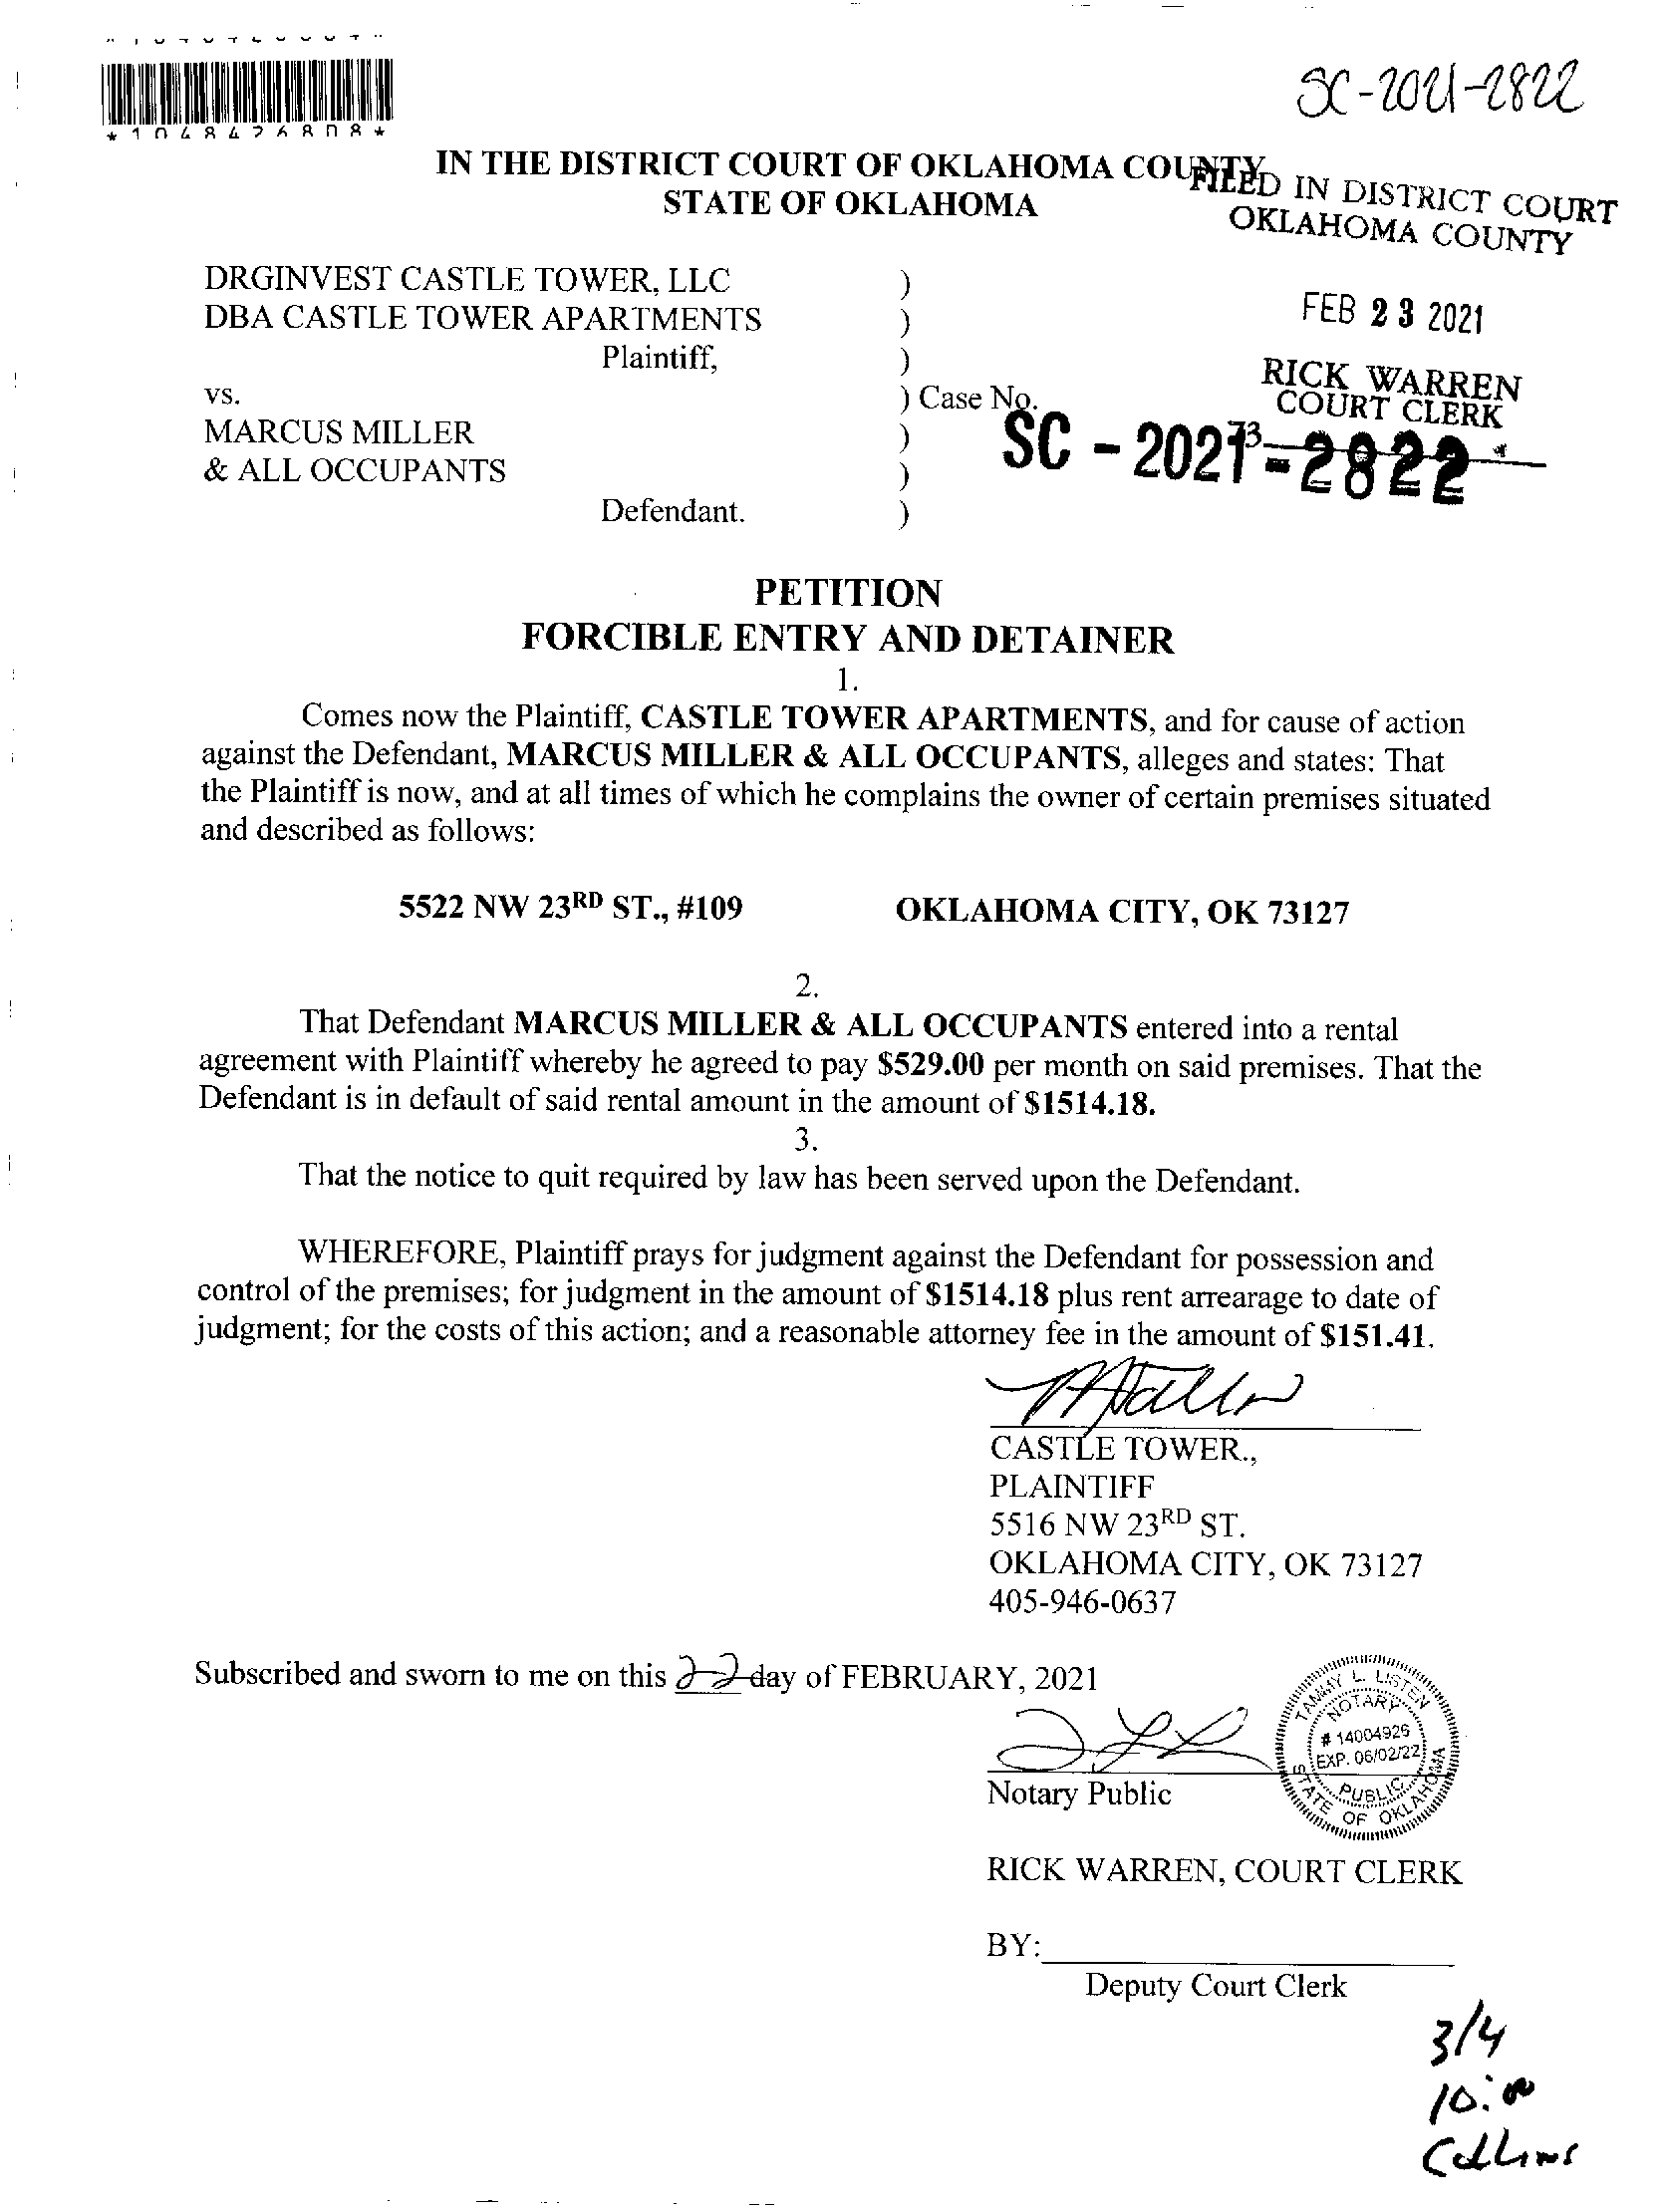 *1048426808*
SC-2021-2822
IN THE DISTRICT COURT OF OKLAHOMA COUNTY
STATE OF OKLAHOMA
FILED IN DISTRICT COURT
OKLAHOMA COUNTY
FEB 23 2021
RICK WARREN
COURT CLERK
73
DRGINVEST CASTLE TOWER, LLC )
DBA CASTLE TOWER APARTMENTS )
Plaintiff, )
vs. ) Case No.
SC - 2021 - 2822
MARCUS MILLER )
& ALL OCCUPANTS )
Defendant. )
PETITION
FORCIBLE ENTRY AND DETAINER
1.
Comes now the Plaintiff, CASTLE TOWER APARTMENTS, and for cause of action
against the Defendant, MARCUS MILLER & ALL OCCUPANTS, alleges and states: That
the Plaintiff is now, and at all times of which he complains the owner of certain premises situated
and described as follows:
5522 NW 23RD ST., #109 OKLAHOMA CITY, OK 73127
2.
That Defendant MARCUS MILLER & ALL OCCUPANTS entered into a rental
agreement with Plaintiff whereby he agreed to pay $529.00 per month on said premises. That the
Defendant is in default of said rental amount in the amount of $1514.18.
3.
That the notice to quit required by law has been served upon the Defendant.
WHEREFORE, Plaintiff prays for judgment against the Defendant for possession and
control of the premises; for judgment in the amount of $1514.18 plus rent arrearage to date of
judgment; for the costs of this action; and a reasonable attorney fee in the amount of $151.41.
CASTLE TOWER.,
PLAINTIFF
5516 NW 23RD ST.
OKLAHOMA CITY, OK 73127
405-946-0637
Subscribed and sworn to me on this 22 day of FEBRUARY, 2021
Notary Public
TAMMY L. LISTEN
NOTARY
# 14004926
EXP. 06/02/22
PUBLIC
STATE OF OKLAHOMA
RICK WARREN, COURT CLERK
BY:
Deputy Court Clerk
3/4
10:00
Collins